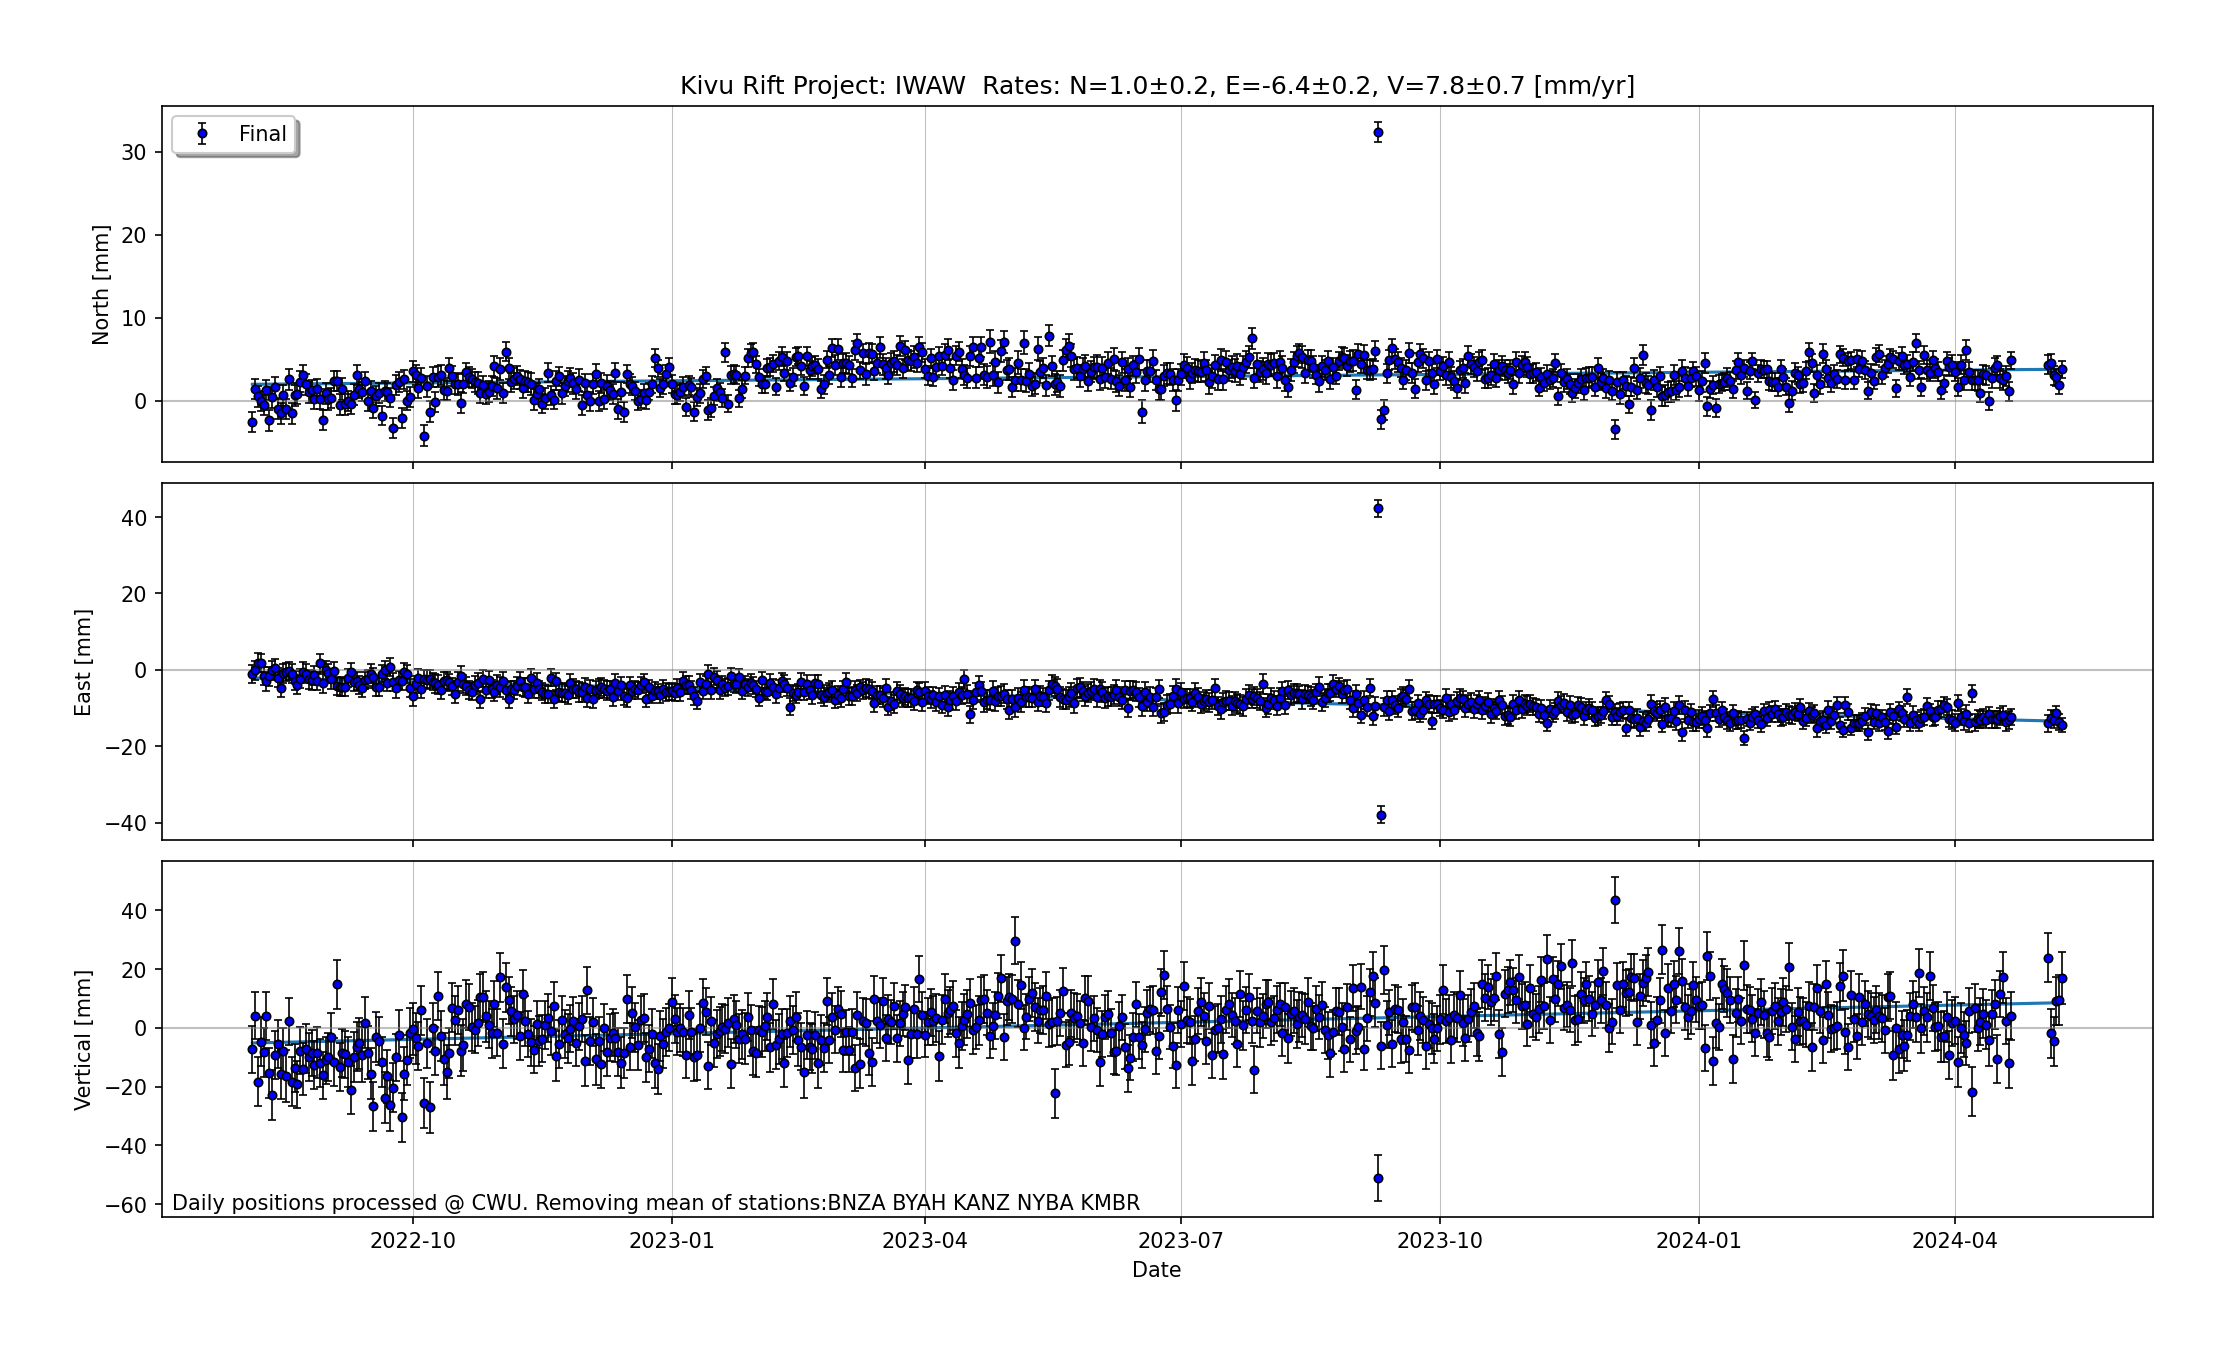 Kivu Rift Project: IWAW  Rates: N=1.0±0.2, E=-6.4±0.2, V=7.8±0.7 [mm/yr]
Final
30
20
10
0
North [mm]
40
20
0
−20
−40
East [mm]
40
20
0
−20
−40
−60
Vertical [mm]
Daily positions processed @ CWU. Removing mean of stations:BNZA BYAH KANZ NYBA KMBR
2022-10 2023-01 2023-04 2023-07 2023-10 2024-01 2024-04
Date